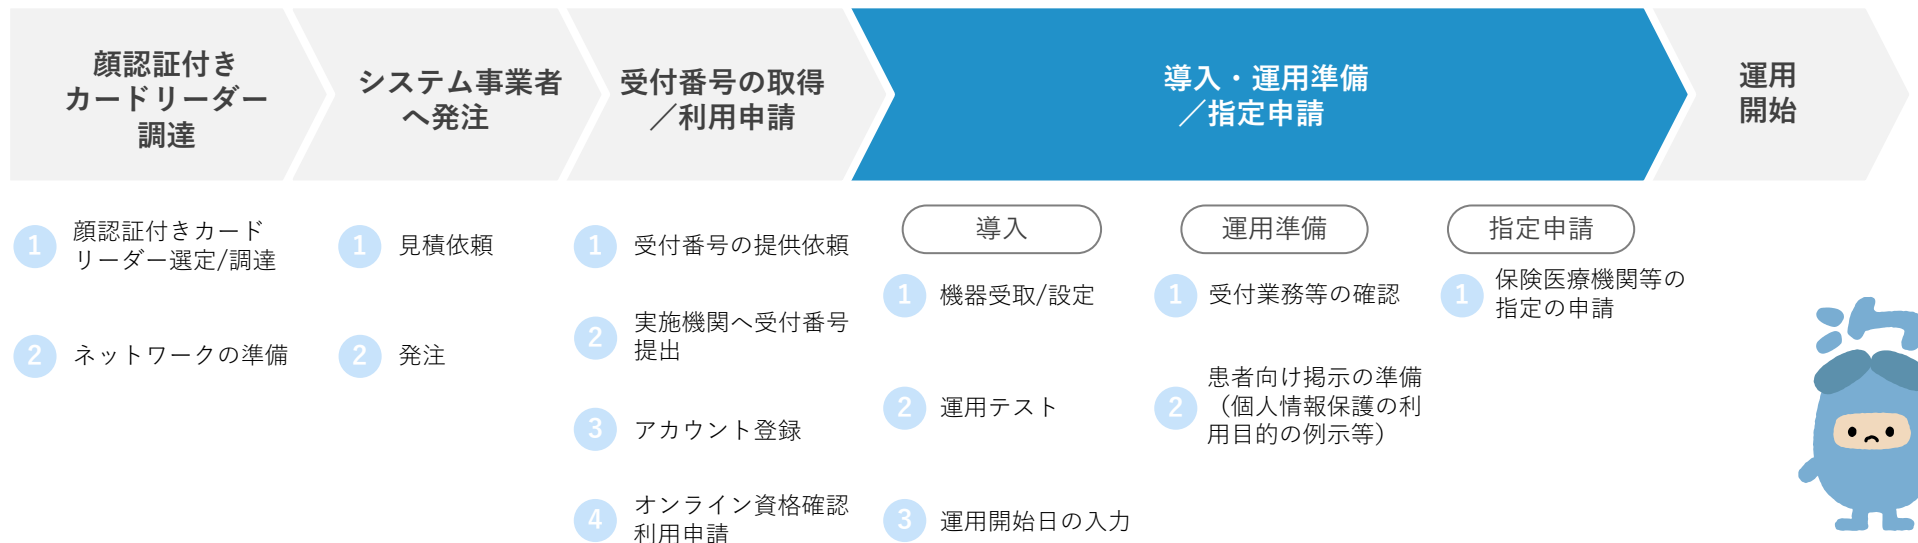 顔認証付き
カードリーダー
調達
システム事業者
へ発注
受付番号の取得
／利用申請
導入・運用準備
／指定申請
運用
開始
1
顔認証付きカード
リーダー選定/調達
2
ネットワークの準備
1
見積依頼
2
発注
1
受付番号の提供依頼
2
実施機関へ受付番号
提出
3
アカウント登録
4
オンライン資格確認
利用申請
導入
1
機器受取/設定
2
運用テスト
3
運用開始日の入力
運用準備
1
受付業務等の確認
2
患者向け掲示の準備
（個人情報保護の利
用目的の例示等）
指定申請
1
保険医療機関等の
指定の申請